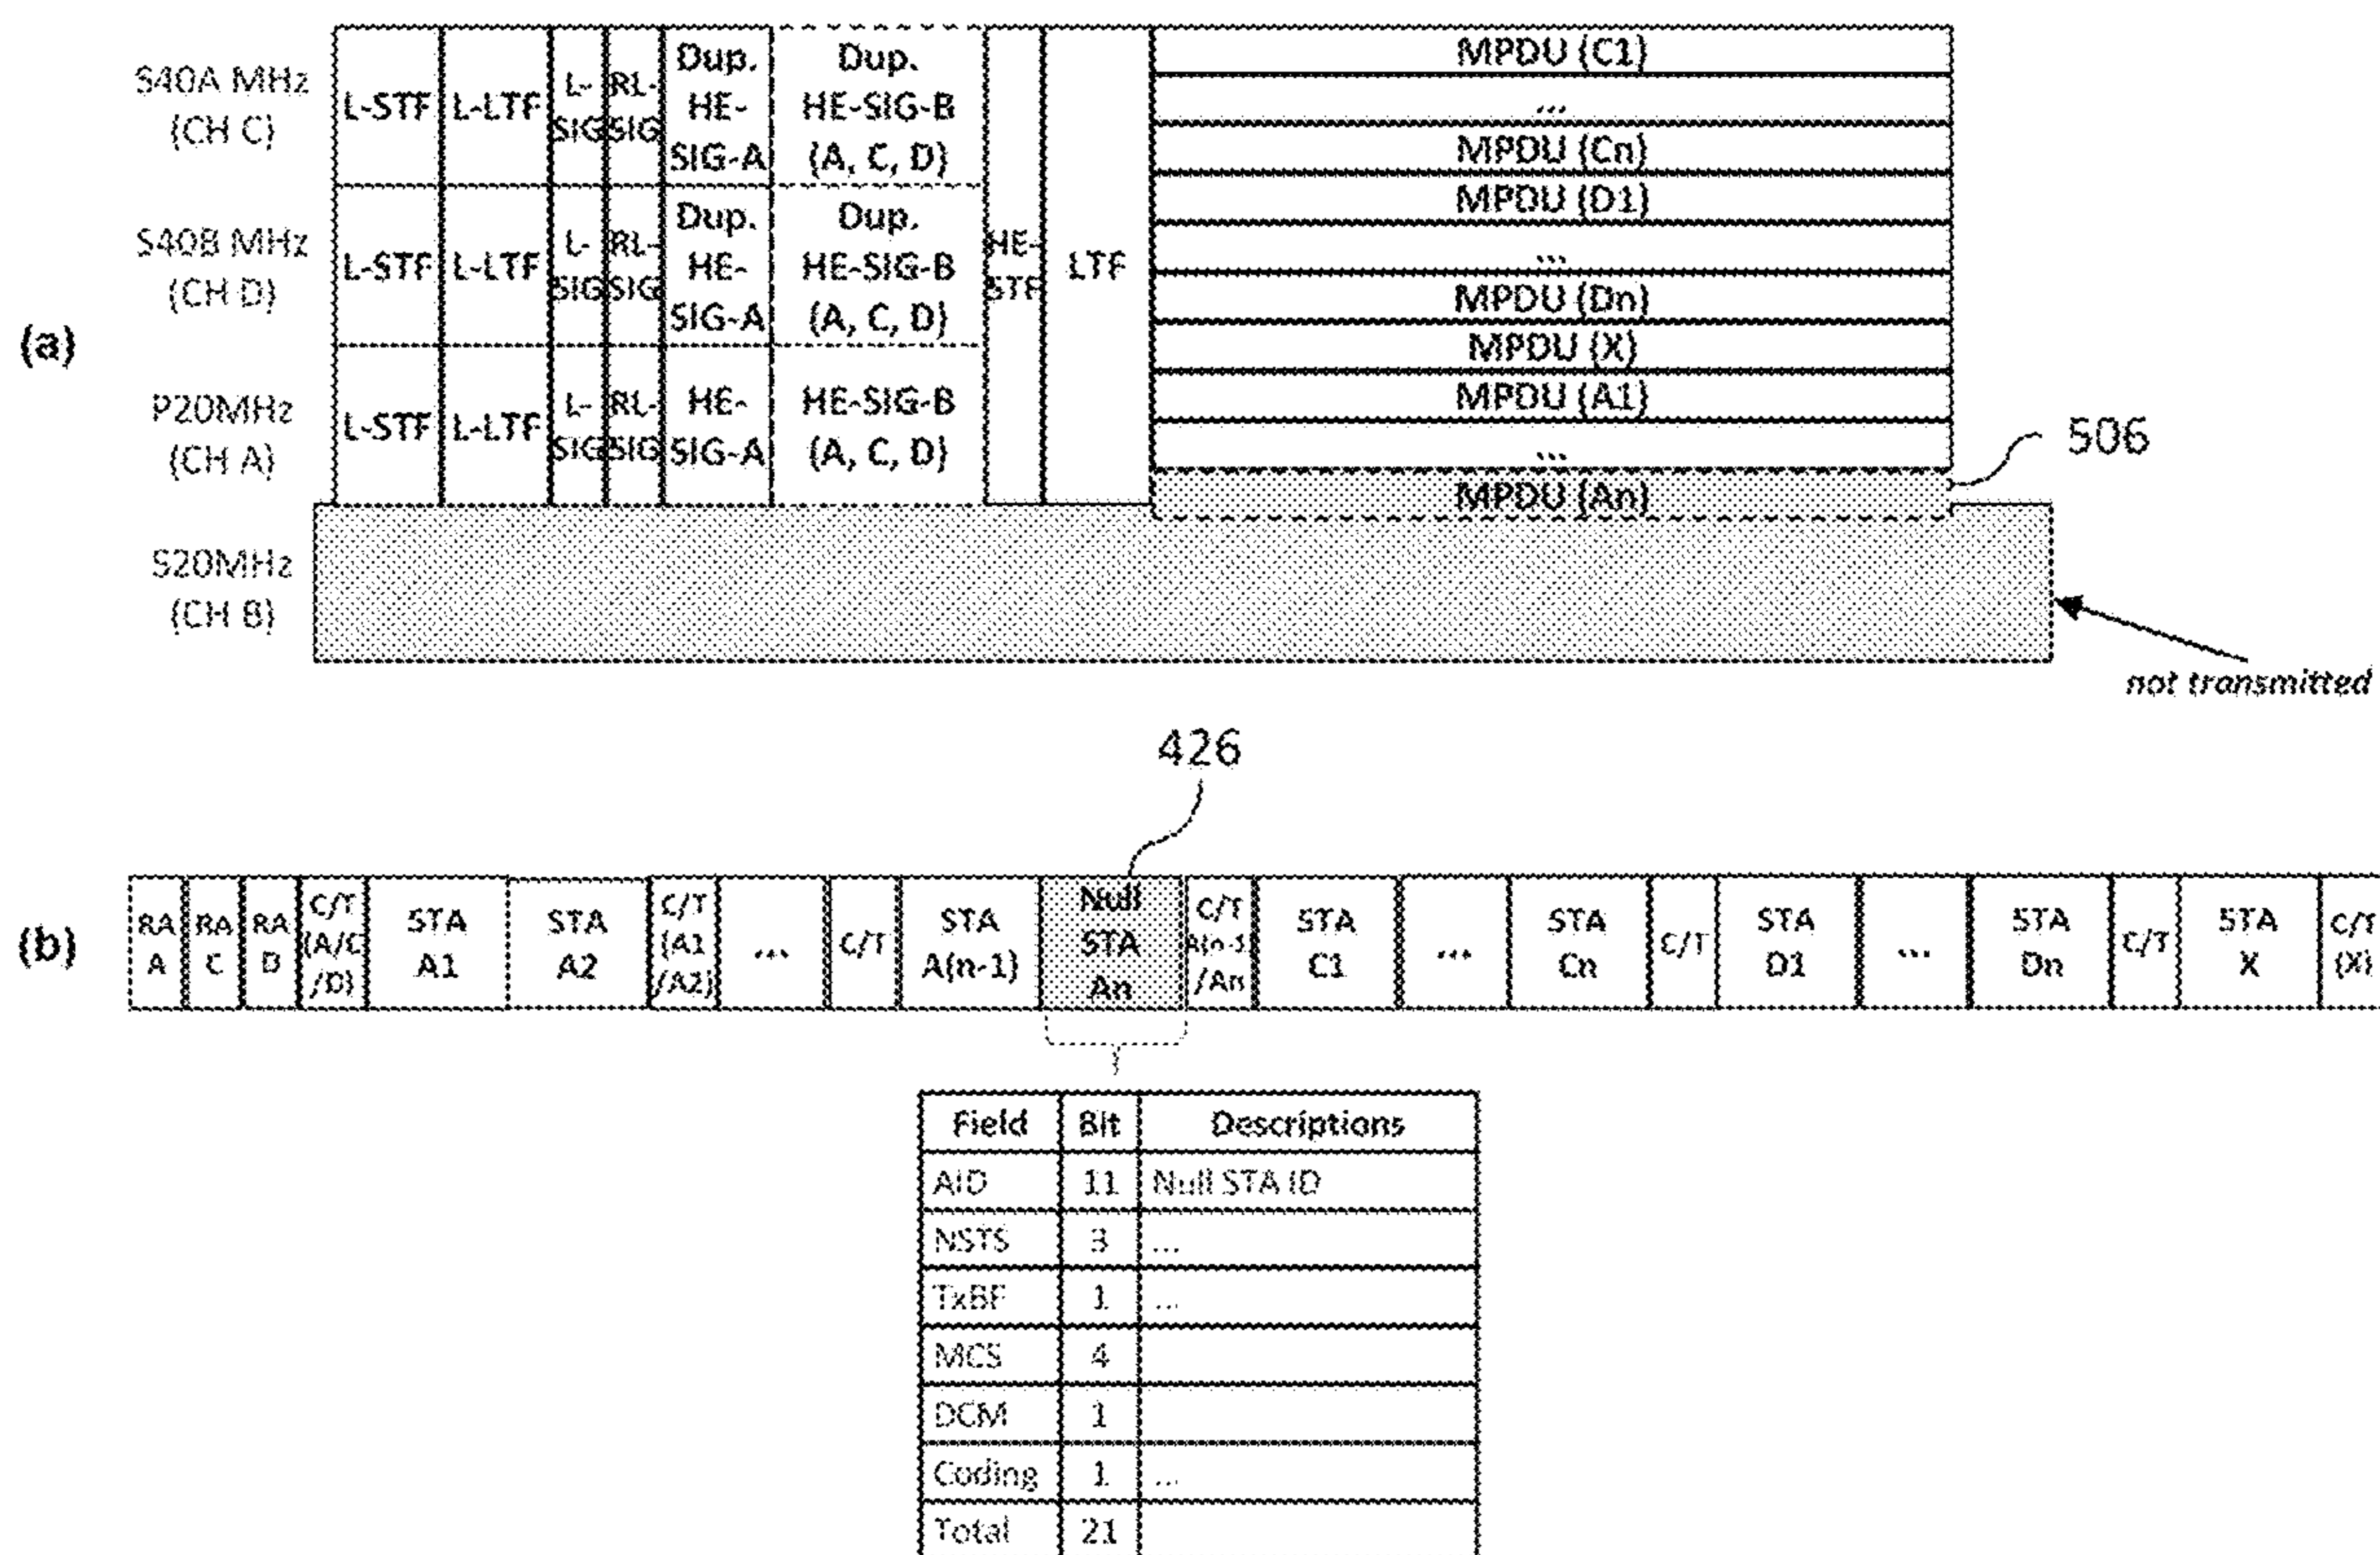 (a)
S40A MHz
(CH C)
L-STF
L-LTF
L-
SIG
RL-
SIG
Dup.
HE-
SIG-A
Dup.
HE-SIG-B
(A, C, D)
S40B MHz
(CH D)
L-STF
L-LTF
L-
SIG
RL-
SIG
Dup.
HE-
SIG-A
Dup.
HE-SIG-B
(A, C, D)
P20MHz
(CH A)
L-STF
L-LTF
L-
SIG
RL-
SIG
HE-
SIG-A
HE-SIG-B
(A, C, D)
HE-
STF
LTF
MPDU (C1)
...
MPDU (Cn)
MPDU (D1)
...
MPDU (Dn)
MPDU (X)
MPDU (A1)
...
MPDU (An)
506
S20MHz
(CH B)
not transmitted
426
(b)
RA
A
RA
C
RA
D
C/T
(A/C
/D)
STA
A1
STA
A2
C/T
(A1
/A2)
...
C/T
STA
A(n-1)
Null
STA
An
C/T
A(n-1)
/An
STA
C1
...
STA
Cn
C/T
STA
D1
...
STA
Dn
C/T
STA
X
C/T
(X)
Field Bit Descriptions
AID 11 Null STA ID
NSTS 3 ...
TxBF 1 ...
MCS 4
DCM 1
Coding 1 ...
Total 21